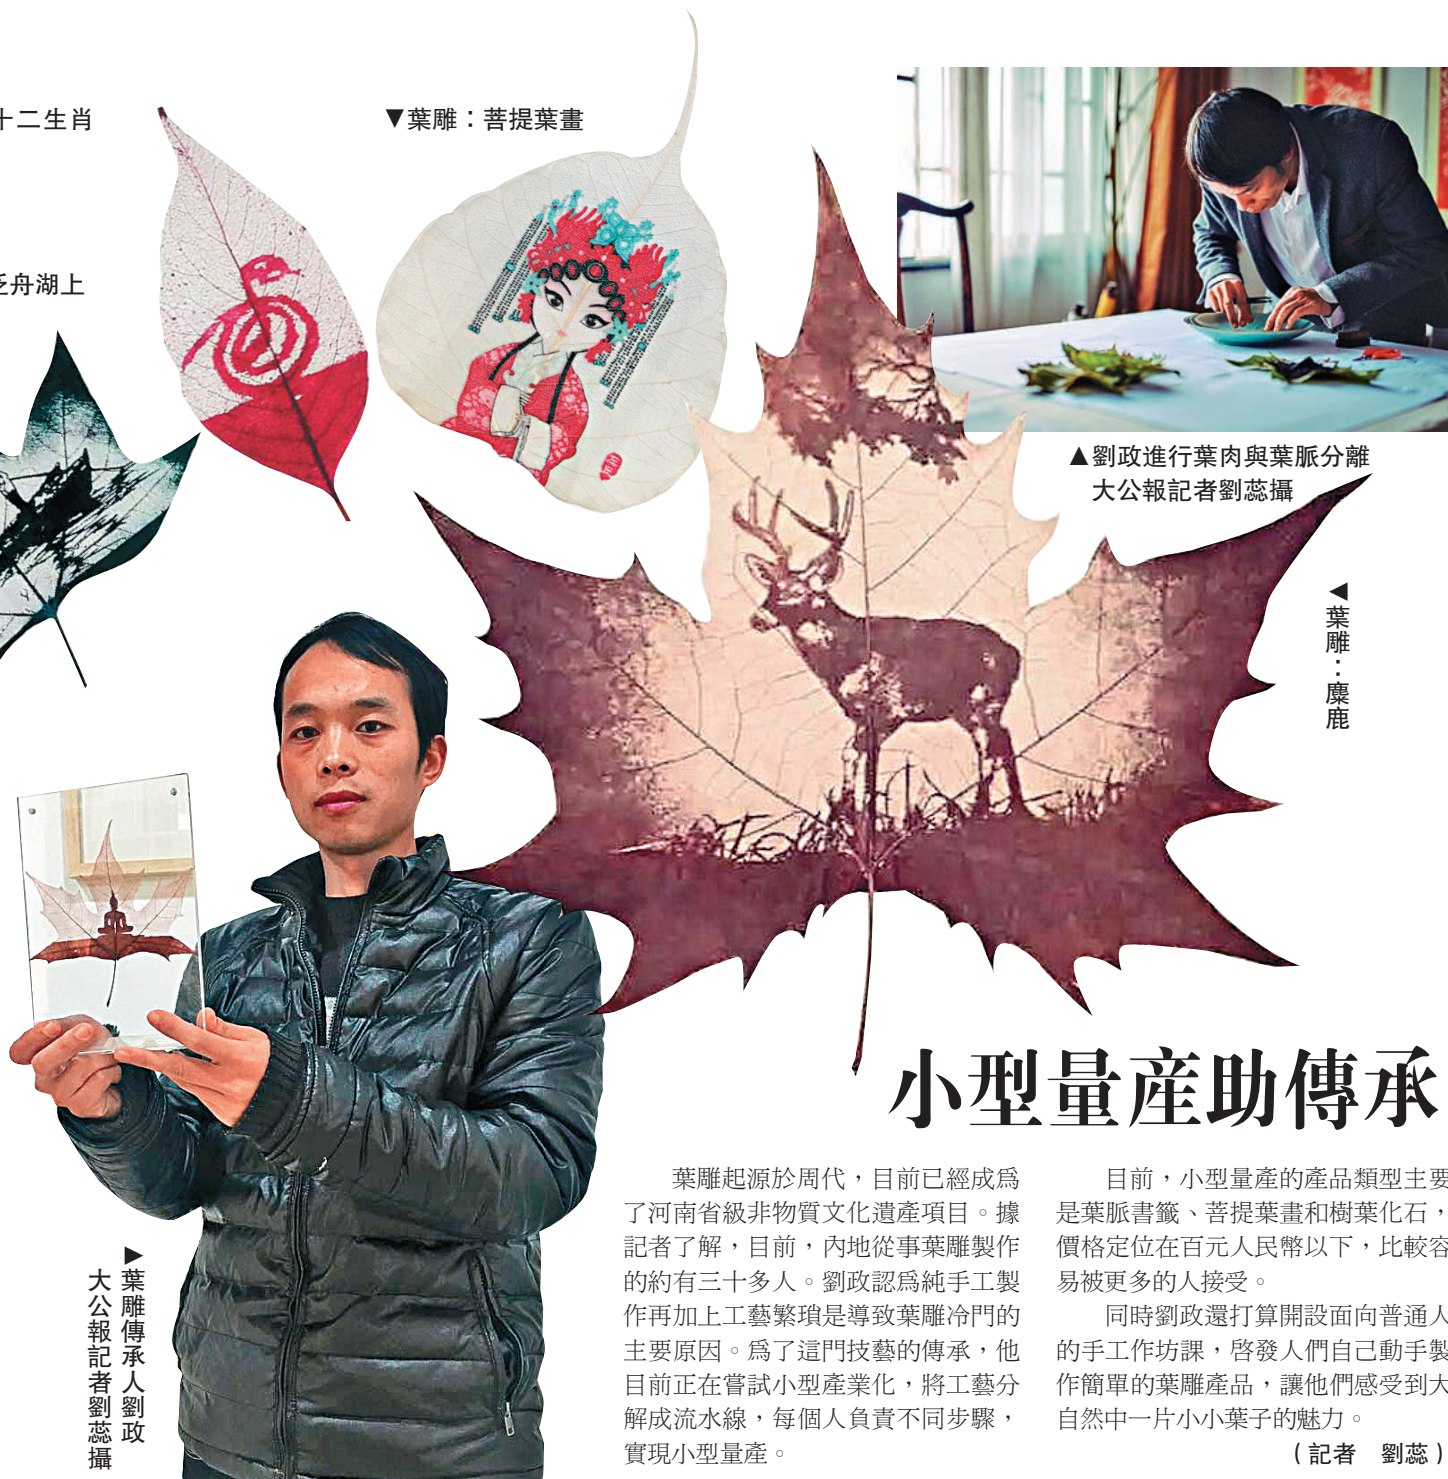 十二生肖
▼葉雕：菩提葉畫
泛舟湖上
▲劉政進行葉肉與葉脈分離
大公報記者劉蕊攝
◀葉雕：麋鹿
▶葉雕傳承人劉政
大公報記者劉蕊攝
小型量産助傳承
葉雕起源於周代，目前已經成爲
了河南省級非物質文化遺產項目。據
記者了解，目前，內地從事葉雕製作
的約有三十多人。劉政認爲純手工製
作再加上工藝繁瑣是導致葉雕冷門的
主要原因。爲了這門技藝的傳承，他
目前正在嘗試小型產業化，將工藝分
解成流水線，每個人負責不同步驟，
實現小型量產。
目前，小型量產的產品類型主要
是葉脈書籤、菩提葉畫和樹葉化石，
價格定位在百元人民幣以下，比較容
易被更多的人接受。
同時劉政還打算開設面向普通人
的手工作坊課，啓發人們自己動手製
作簡單的葉雕產品，讓他們感受到大
自然中一片小小葉子的魅力。
（記者　劉蕊）